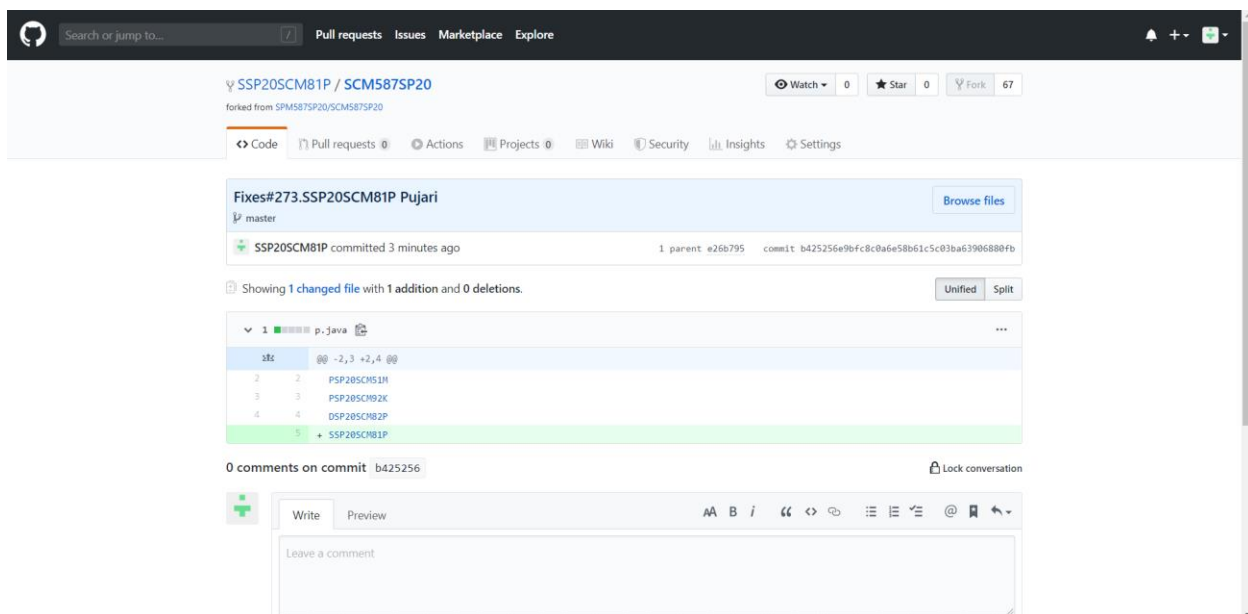 Search or jump to... / Pull requests Issues Marketplace Explore
SSP20SCM81P / SCM587SP20
Watch 0 Star 0 Fork 67
forked from SPM587SP20/SCM587SP20
Code Pull requests 0 Actions Projects 0 Wiki Security Insights Settings
Fixes#273.SSP20SCM81P Pujari
master
Browse files
SSP20SCM81P committed 3 minutes ago
1 parent e26b795 commit b425256e9bfc8c0a6e58b61c5c03ba63906880fb
Showing 1 changed file with 1 addition and 0 deletions.
Unified Split
1 p.java
@@ -2,3 +2,4 @@
2 2 PSP20SCM51M
3 3 PSP20SCM92K
4 4 DSP20SCM82P
5 + SSP20SCM81P
0 comments on commit b425256
Lock conversation
Write Preview
AA B i
Leave a comment